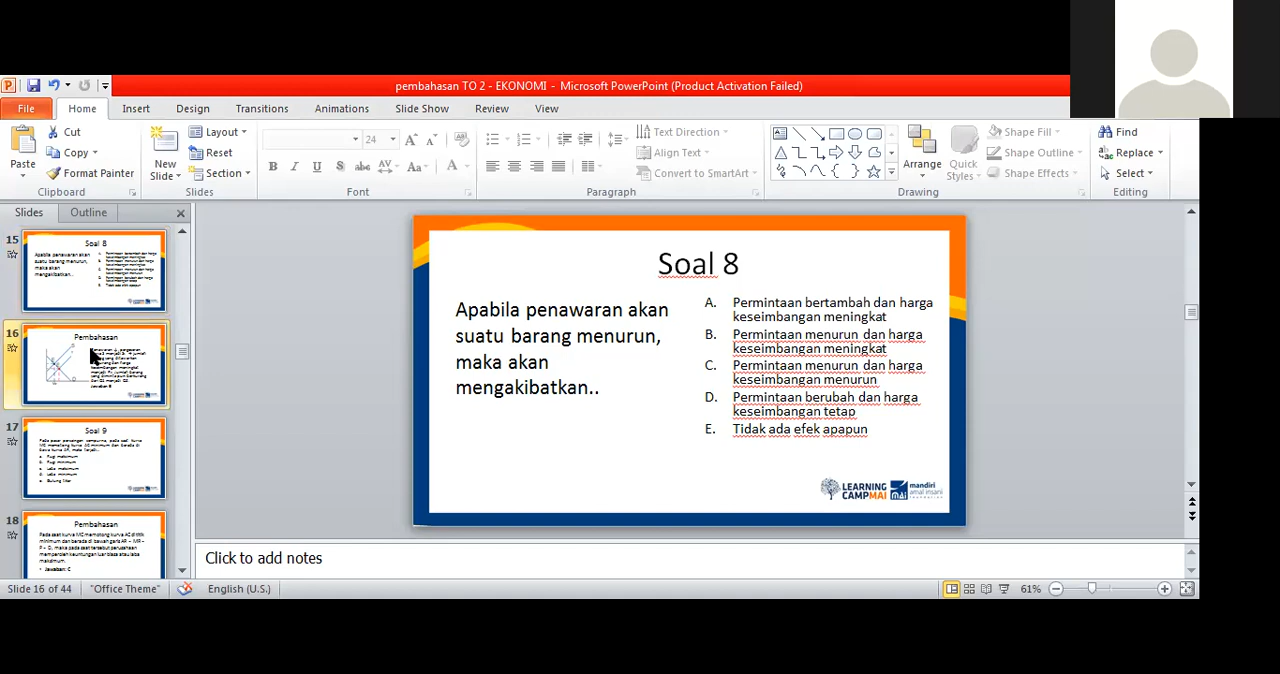 pembahasan TO 2 - EKONOMI - Microsoft PowerPoint (Product Activation Failed)
File Home Insert Design Transitions Animations Slide Show Review View
Paste
Cut
Copy
Format Painter
Clipboard
New Slide
Layout
Reset
Section
Slides
24
Font
Text Direction
Align Text
Convert to SmartArt
Paragraph
Arrange
Quick Styles
Shape Fill
Shape Outline
Shape Effects
Drawing
Find
Replace
Select
Editing
Slides Outline
15
Soal 8
Apabila penawaran akan
suatu barang menurun,
maka akan
mengakibatkan..
16
Pembahasan
17
Soal 9
18
Pembahasan
Soal 8
Apabila penawaran akan
suatu barang menurun,
maka akan
mengakibatkan..
A. Permintaan bertambah dan harga
keseimbangan meningkat
B. Permintaan menurun dan harga
keseimbangan meningkat
C. Permintaan menurun dan harga
keseimbangan menurun
D. Permintaan berubah dan harga
keseimbangan tetap
E. Tidak ada efek apapun
LEARNING
CAMPMAI
mandiri
amal insani
foundation
Click to add notes
Slide 16 of 44 "Office Theme" English (U.S.) 61%